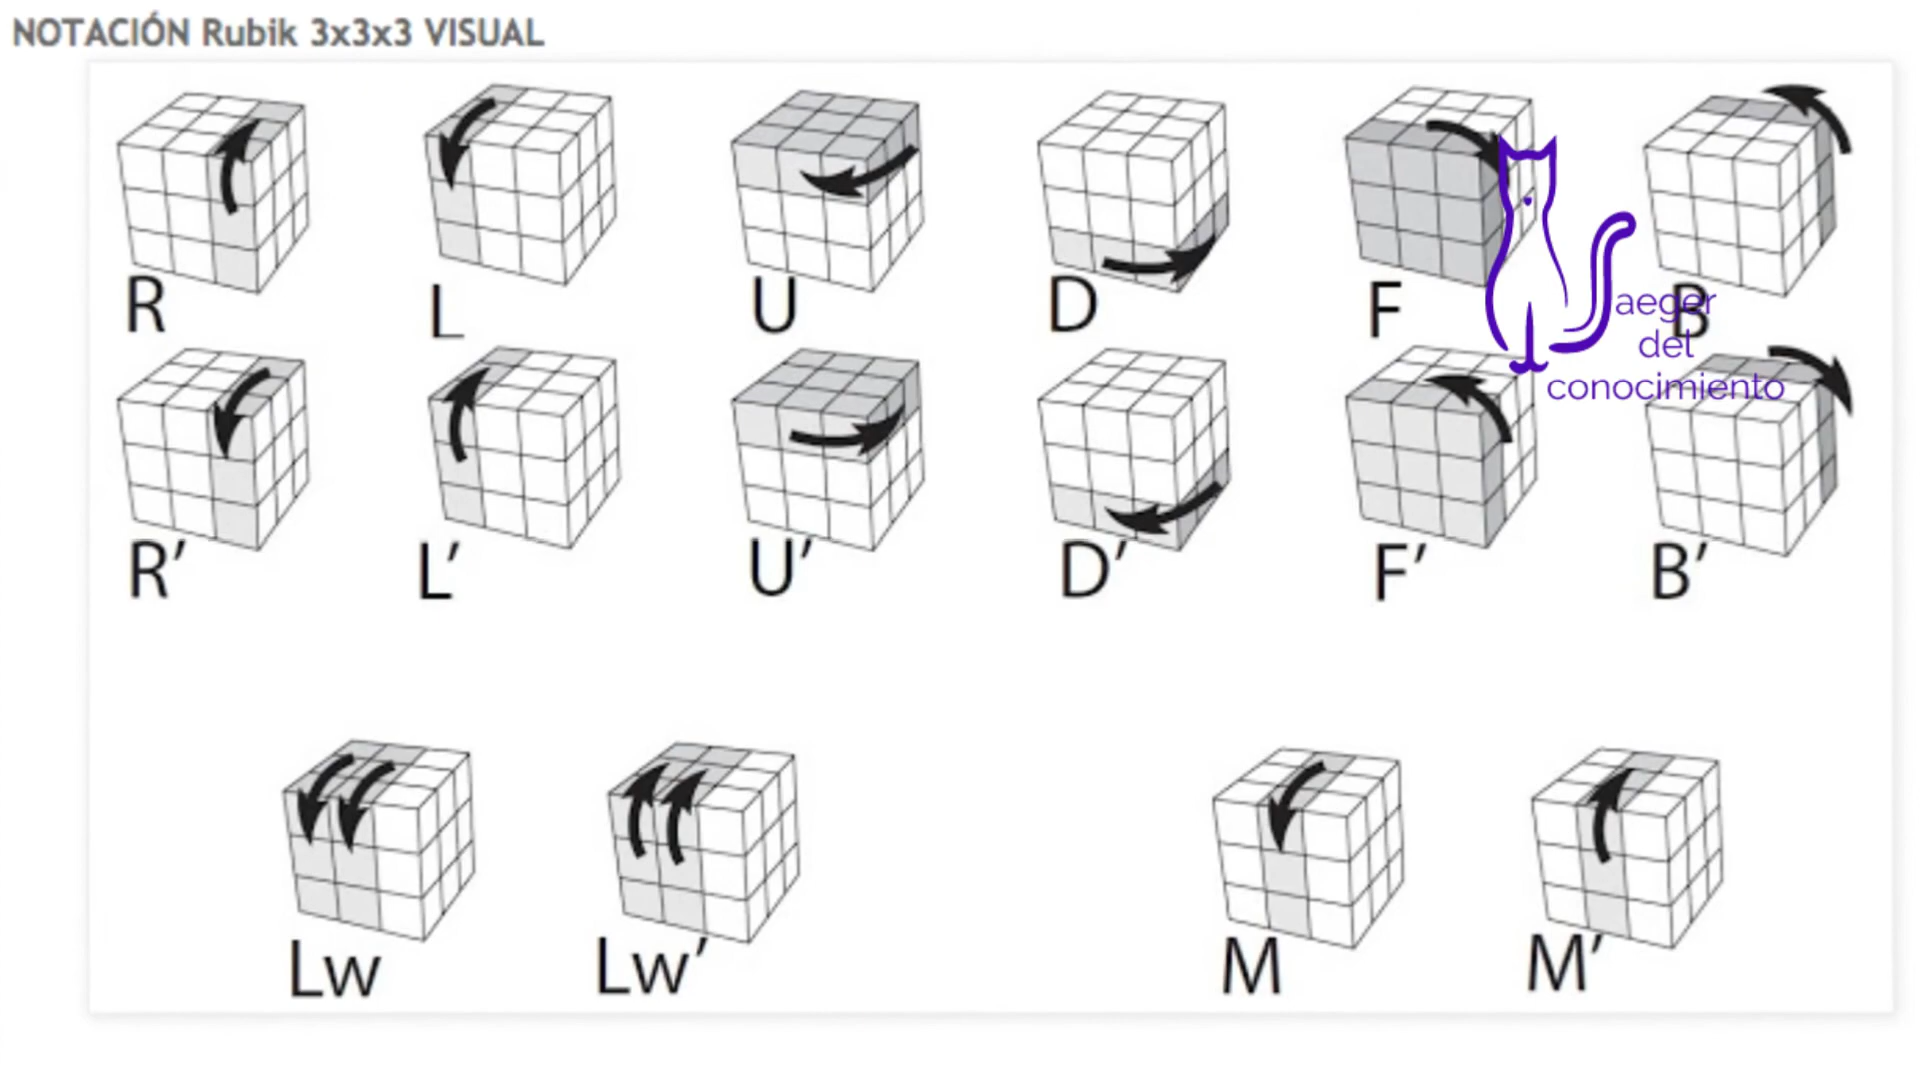 NOTACIÓN Rubik 3x3x3 VISUAL
R L U D F B
aeger
del
conocimiento
R′ L′ U′ D′ F′ B′
Lw Lw′ M M′